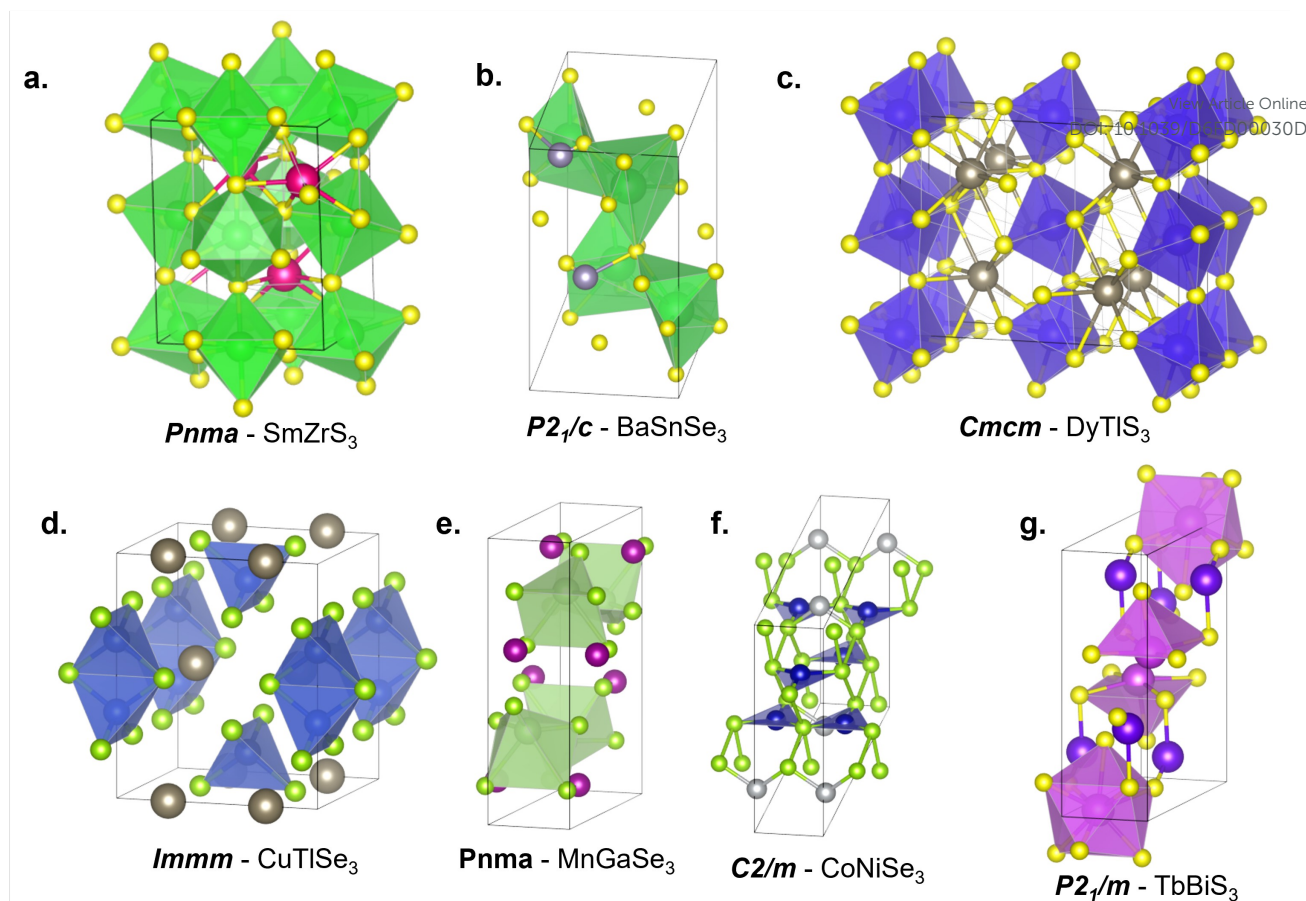 a.
b.
c.
View Article Online
Pnma - SmZrS₃
P2₁/c - BaSnSe₃
Cmcm - DyTlS₃
d.
e.
f.
g.
Immm - CuTlSe₃
Pnma - MnGaSe₃
C2/m - CoNiSe₃
P2₁/m - TbBiS₃